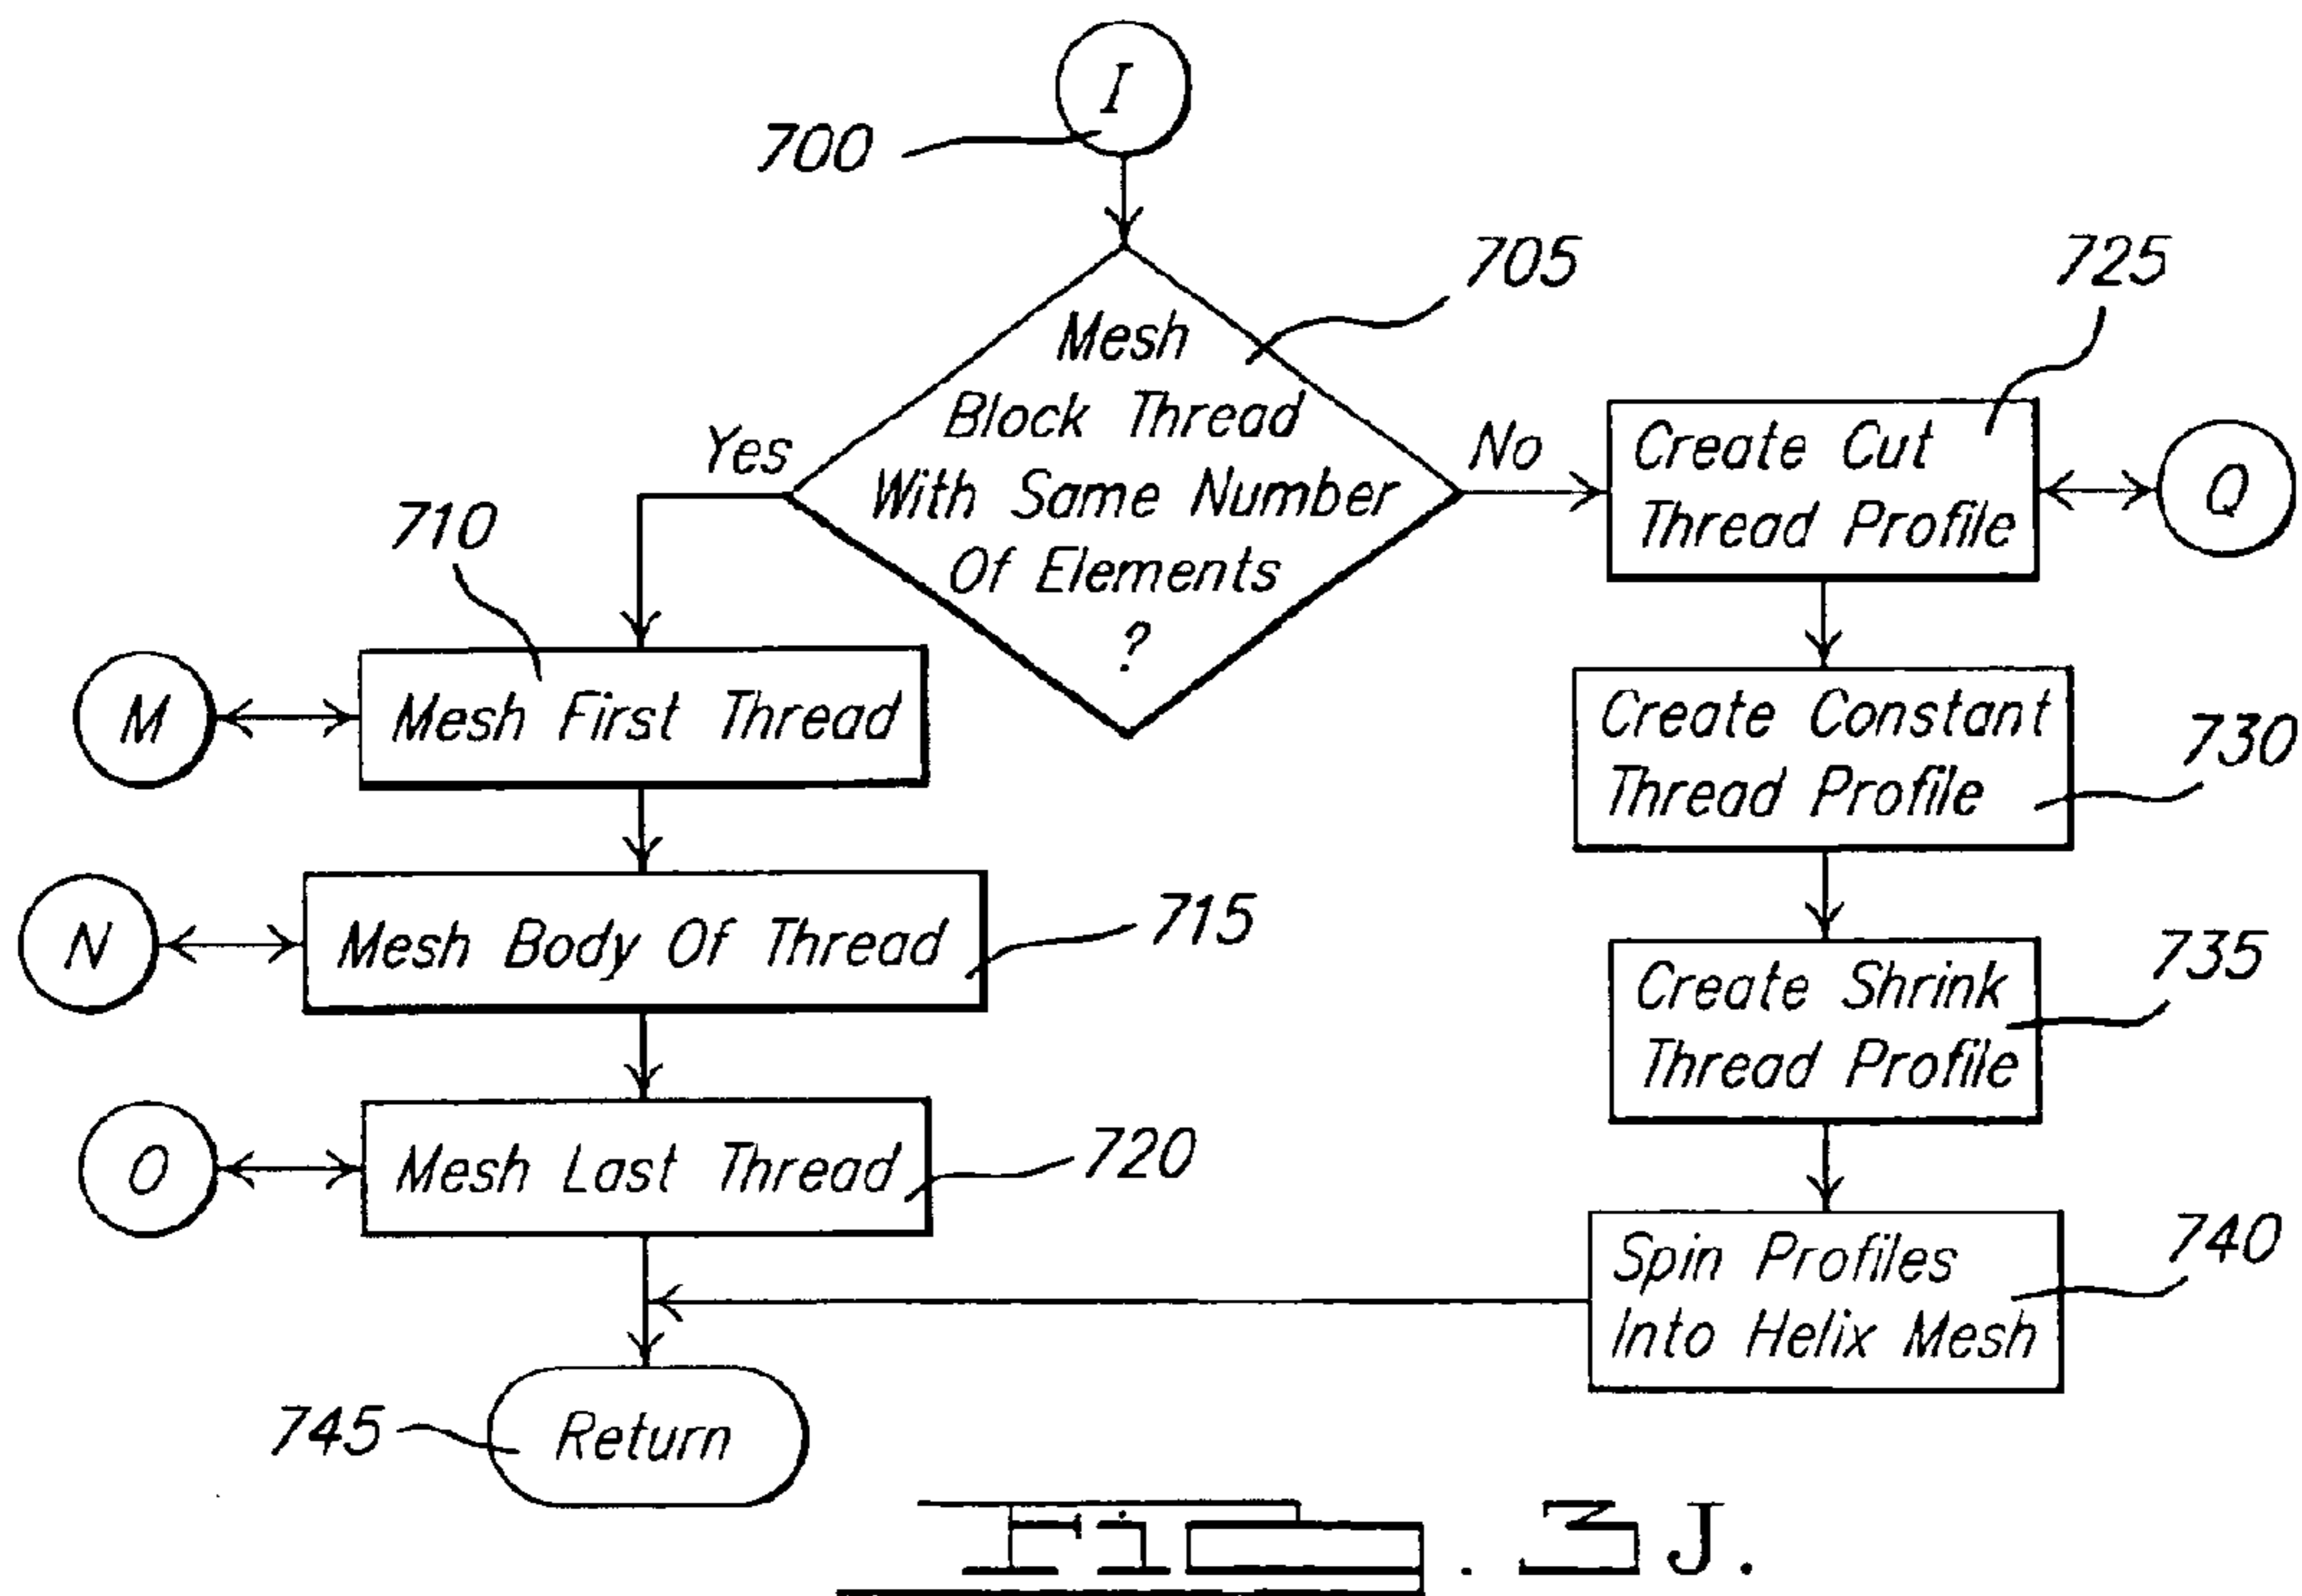 I
700
705
Mesh
Block Thread
With Same Number
Of Elements
?
Yes
No
725
Create Cut
Thread Profile
Q
710
M
Mesh First Thread
Create Constant
Thread Profile
730
N
Mesh Body Of Thread
715
Create Shrink
Thread Profile
735
O
Mesh Last Thread
720
Spin Profiles
Into Helix Mesh
740
745
Return
Fig. 3J.